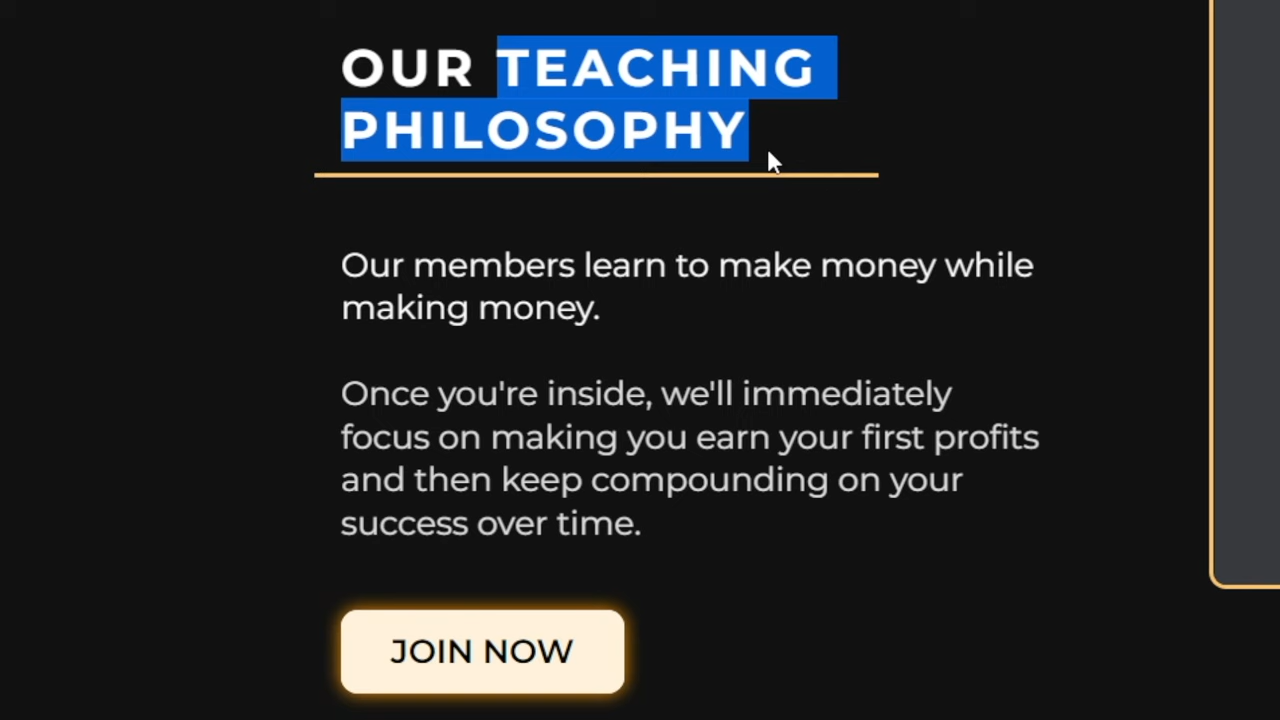 OUR TEACHING
PHILOSOPHY
Our members learn to make money while
making money.
Once you're inside, we'll immediately
focus on making you earn your first profits
and then keep compounding on your
success over time.
JOIN NOW